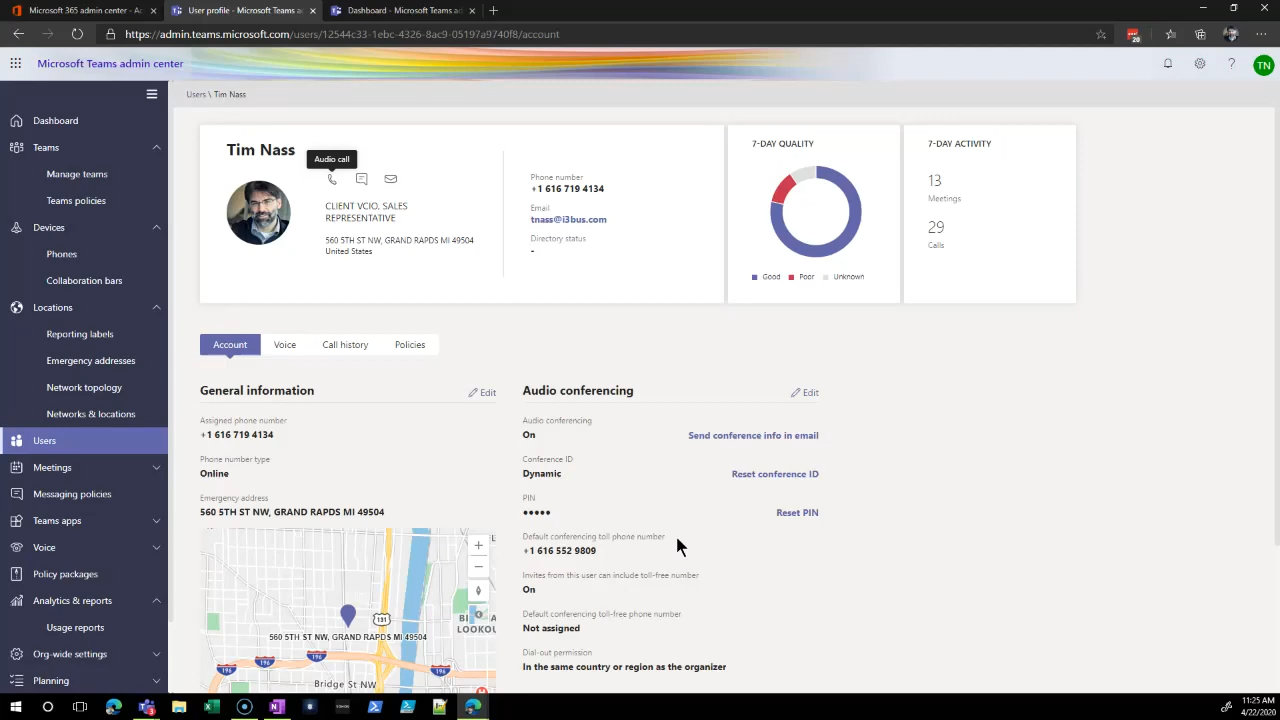 Microsoft 365 admin center - Ac
User profile - Microsoft Teams ad
Dashboard - Microsoft Teams ad
https://admin.teams.microsoft.com/users/12544c33-1ebc-4326-8ac9-05197a9740f8/account
20
Microsoft Teams admin center
TN
Users \ Tim Nass
Dashboard
Teams
Manage teams
Teams policies
Devices
Phones
Collaboration bars
Locations
Reporting labels
Emergency addresses
Network topology
Networks & locations
Users
Meetings
Messaging policies
Teams apps
Voice
Policy packages
Analytics & reports
Usage reports
Org-wide settings
Planning
Tim Nass
Audio call
CLIENT VCIO, SALES
REPRESENTATIVE
560 5TH ST NW, GRAND RAPDS MI 49504
United States
Phone number
+1 616 719 4134
Email
tnass@i3bus.com
Directory status
-
7-DAY QUALITY
Good
Poor
Unknown
7-DAY ACTIVITY
13
Meetings
29
Calls
Account
Voice
Call history
Policies
General information
Edit
Assigned phone number
+1 616 719 4134
Phone number type
Online
Emergency address
560 5TH ST NW, GRAND RAPDS MI 49504
131
560 5TH ST NW, GRAND RAPDS MI 49504
LOOKOU
196
196
196
196
Bridge St NW
Audio conferencing
Edit
Audio conferencing
On
Send conference info in email
Conference ID
Dynamic
Reset conference ID
PIN
•••••
Reset PIN
Default conferencing toll phone number
+1 616 552 9809
Invites from this user can include toll-free number
On
Default conferencing toll-free phone number
Not assigned
Dial-out permission
In the same country or region as the organizer
11:25 AM
4/22/2020